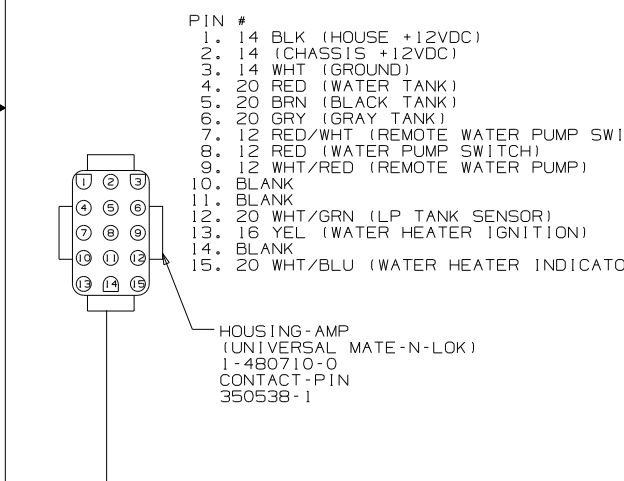 PIN #
1. 14 BLK (HOUSE +12VDC)
2. 14 (CHASSIS +12VDC)
3. 14 WHT (GROUND)
4. 20 RED (WATER TANK)
5. 20 BRN (BLACK TANK)
6. 20 GRY (GRAY TANK)
7. 12 RED/WHT (REMOTE WATER PUMP SWI
8. 12 RED (WATER PUMP SWITCH)
9. 12 WHT/RED (REMOTE WATER PUMP)
10. BLANK
11. BLANK
12. 20 WHT/GRN (LP TANK SENSOR)
13. 16 YEL (WATER HEATER IGNITION)
14. BLANK
15. 20 WHT/BLU (WATER HEATER INDICATO
1 2 3
4 5 6
7 8 9
10 11 12
13 14 15
HOUSING-AMP
(UNIVERSAL MATE-N-LOK)
1-480710-0
CONTACT-PIN
350538-1